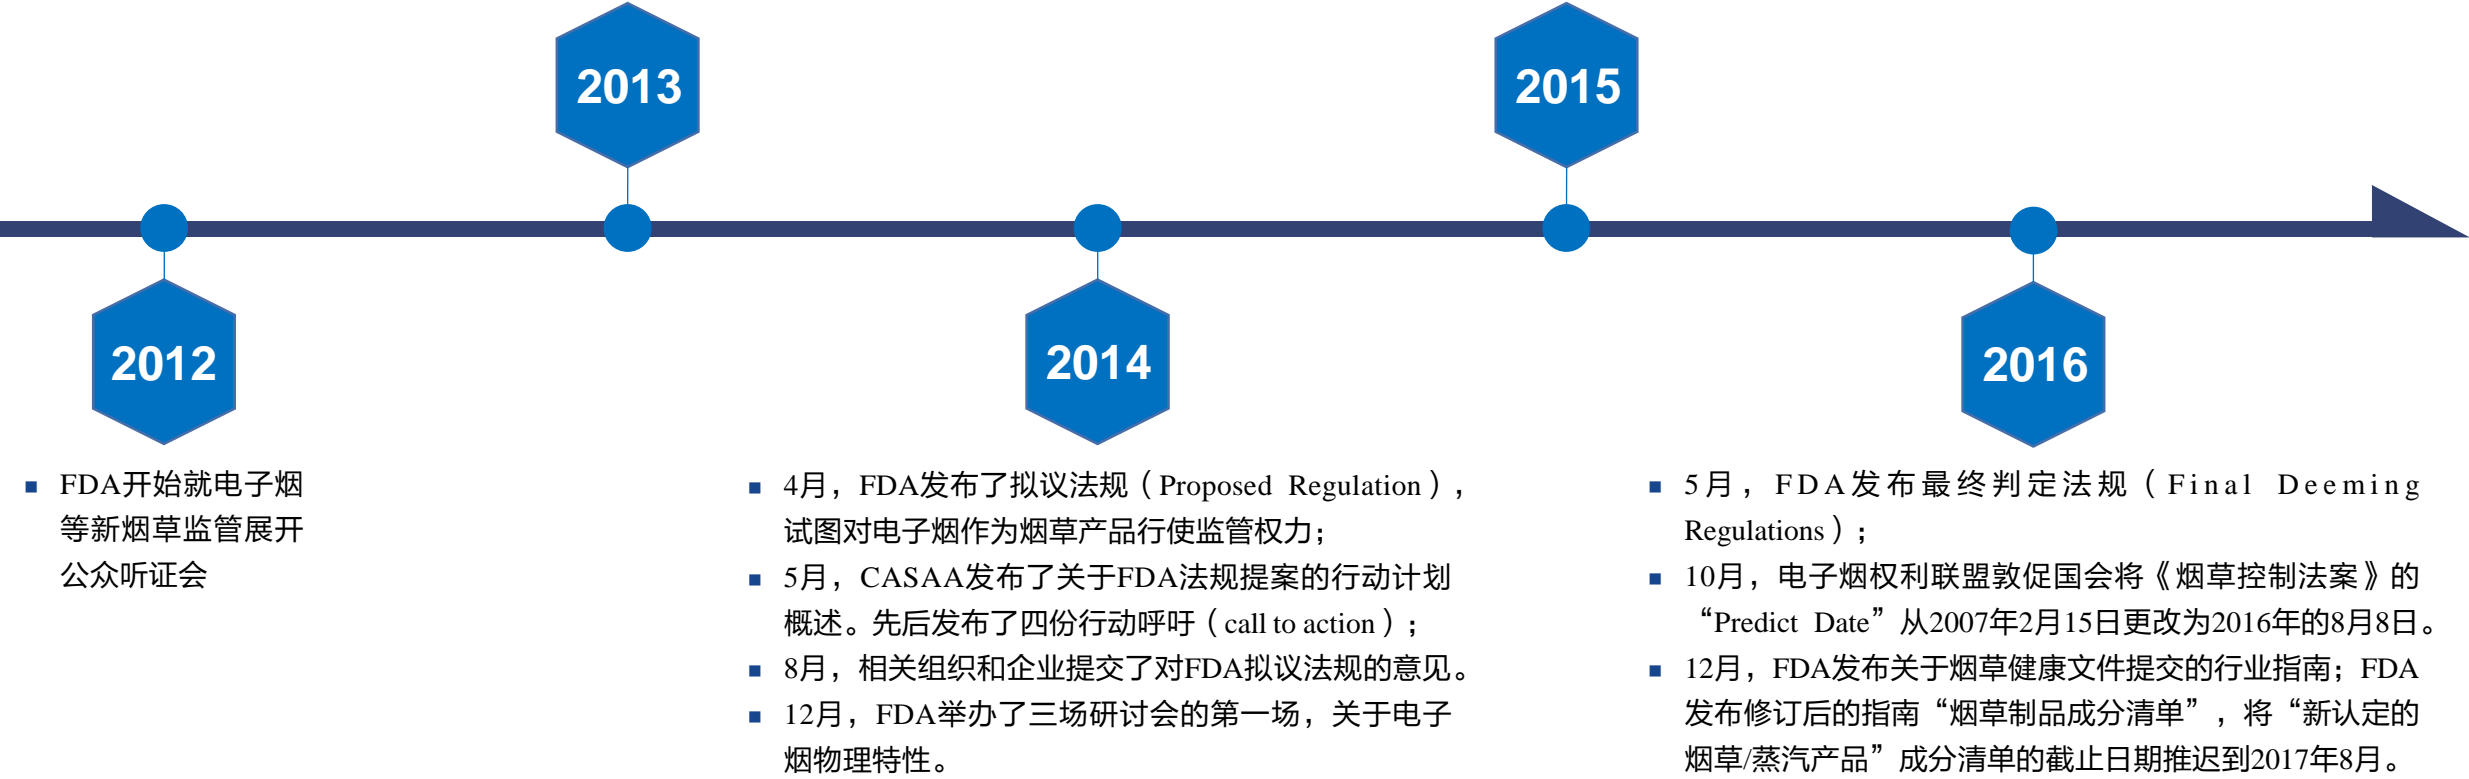 2013
2015
2012
2014
2016
■ FDA开始就电子烟
等新烟草监管展开
公众听证会
■ 4月，FDA发布了拟议法规（Proposed Regulation），
试图对电子烟作为烟草产品行使监管权力；
■ 5月，CASAA发布了关于FDA法规提案的行动计划
概述。先后发布了四份行动呼吁（call to action）；
■ 8月，相关组织和企业提交了对FDA拟议法规的意见。
■ 12月，FDA举办了三场研讨会的第一场，关于电子
烟物理特性。
■ 5月，FDA发布最终判定法规（Final Deeming
Regulations）；
■ 10月，电子烟权利联盟敦促国会将《烟草控制法案》的
“Predict Date”从2007年2月15日更改为2016年的8月8日。
■ 12月，FDA发布关于烟草健康文件提交的行业指南；FDA
发布修订后的指南“烟草制品成分清单”，将“新认定的
烟草/蒸汽产品”成分清单的截止日期推迟到2017年8月。